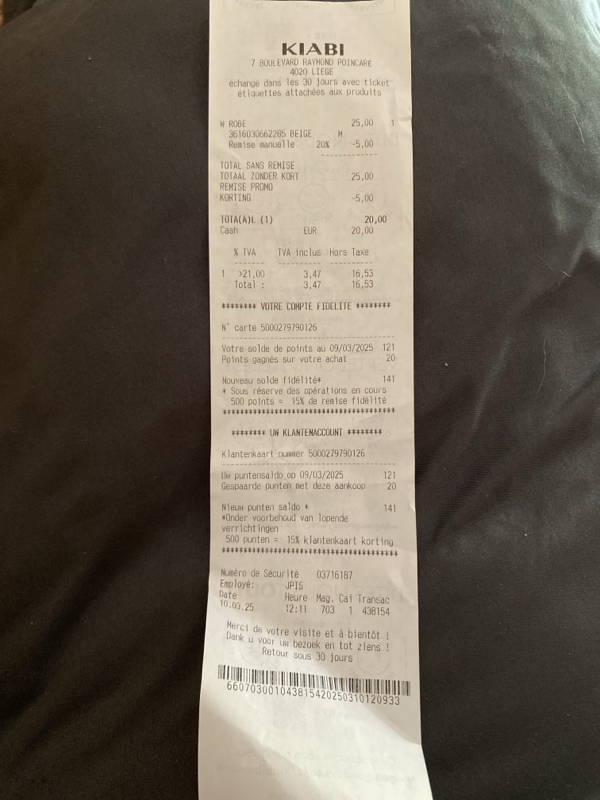 KIABI
7 BOULEVARD RAYMOND POINCARE
4020 LIEGE
échange dans les 30 jours avec ticket
étiquettes attachées aux produits
W ROBE 25,00 1
3616030662285 BEIGE M
Remise manuelle 20% -5,00
--------------
TOTAL SANS REMISE
TOTAAL ZONDER KORT 25,00
REMISE PROMO
KORTING -5,00
TOTA(A)L (1) 20,00
Cash EUR 20,00
% TVA TVA inclus Hors Taxe
1 >21,00 3,47 16,53
Total : 3,47 16,53
******** VOTRE COMPTE FIDELITE ********
N° carte 5000279790126
Votre solde de points au 09/03/2025 121
Points gagnés sur votre achat 20
Nouveau solde fidélité* 141
* Sous réserve des opérations en cours
500 points = 15% de remise fidélité
******** UW KLANTENACCOUNT ********
Klantenkaart nummer 5000279790126
Uw puntensaldo op 09/03/2025 121
Gespaarde punten met deze aankoop 20
Nieuw punten saldo * 141
*Onder voorbehoud van lopende
verrichtingen
500 punten = 15% klantenkaart korting
Numéro de Sécurité 03716187
Employé: JPIS
Date Heure Mag. Cai Transac
10.03.25 12:11 703 1 438154
Merci de votre visite et à bientôt !
Dank u voor uw bezoek en tot ziens !
Retour sous 30 jours
660703001043815420250310120933